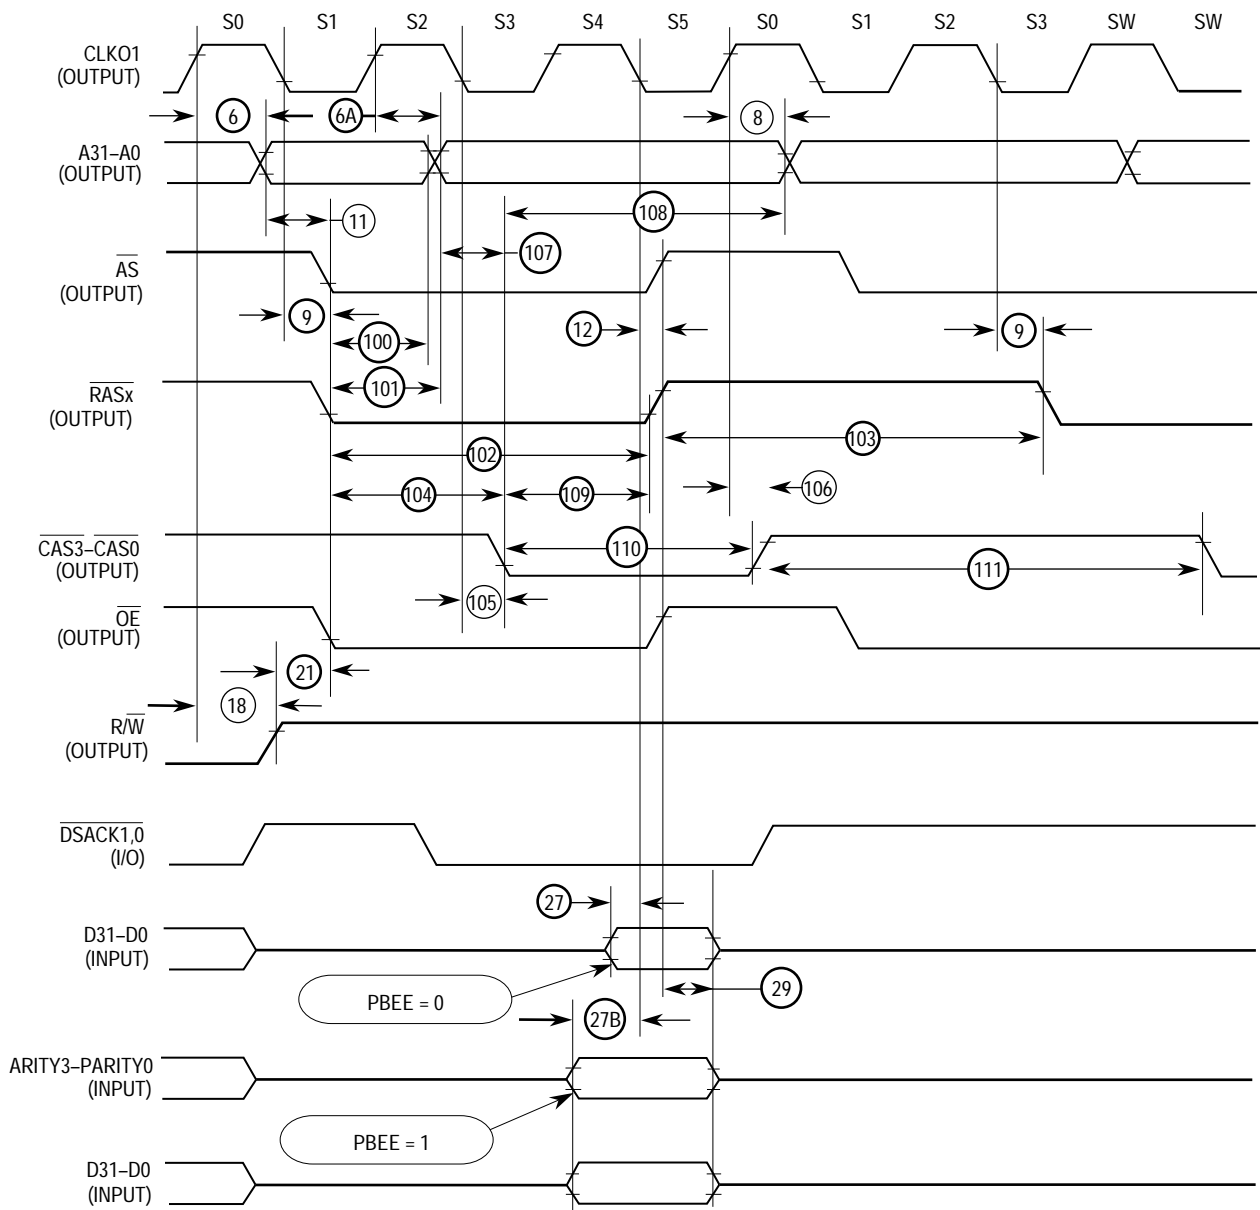 S0 S1 S2 S3 S4 S5 S0 S1 S2 S3 SW SW
CLKO1
(OUTPUT)
6 6A 8
A31–A0
(OUTPUT)
11 108
107
AS
(OUTPUT)
9 12 9
100
101
RASx
(OUTPUT)
102 103
104 109 106
CAS3–CAS0
(OUTPUT)
110 111
105
OE
(OUTPUT)
21
18
R/W
(OUTPUT)
DSACK1,0
(I/O)
27
D31–D0
(INPUT)
PBEE = 0
29
27B
ARITY3–PARITY0
(INPUT)
PBEE = 1
D31–D0
(INPUT)